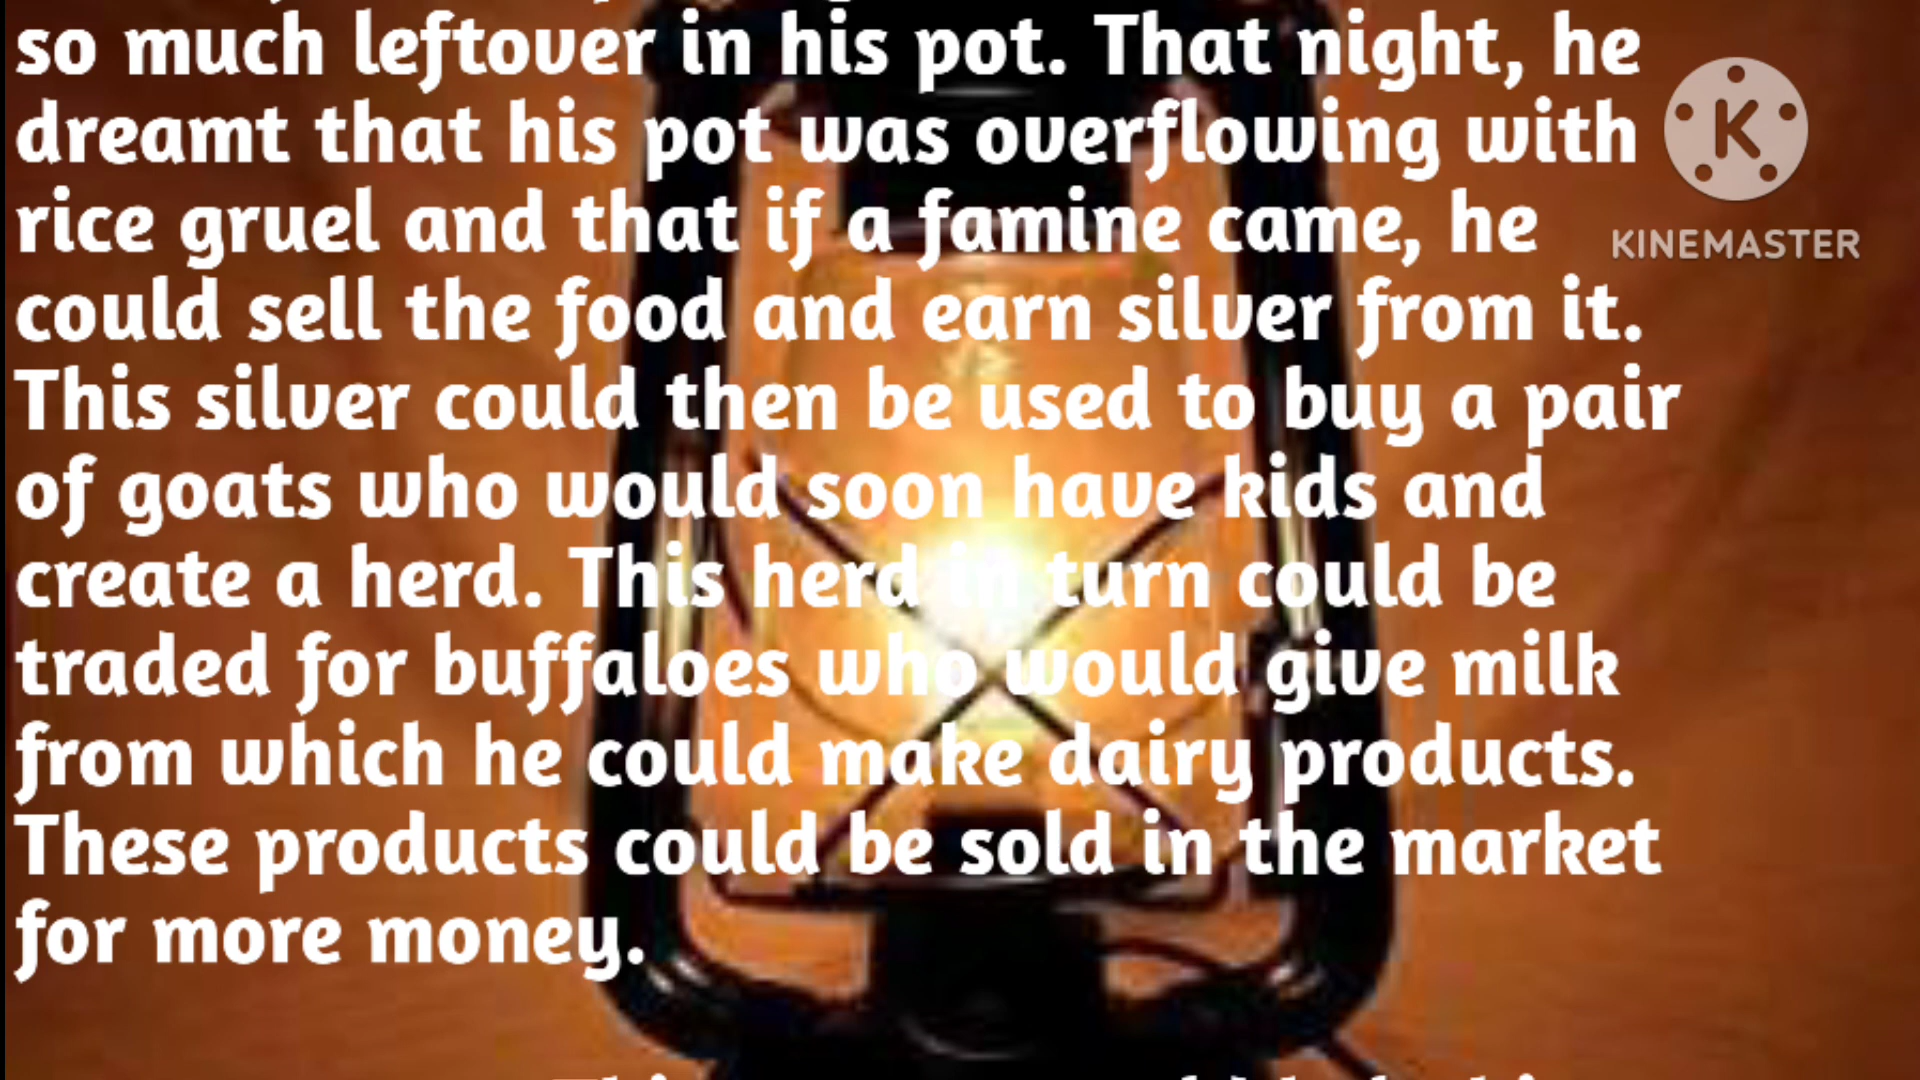 so much leftover in his pot. That night, he
dreamt that his pot was overflowing with
rice gruel and that if a famine came, he
could sell the food and earn silver from it.
This silver could then be used to buy a pair
of goats who would soon have kids and
create a herd. This herd in turn could be
traded for buffaloes who would give milk
from which he could make dairy products.
These products could be sold in the market
for more money.
K
KINEMASTER